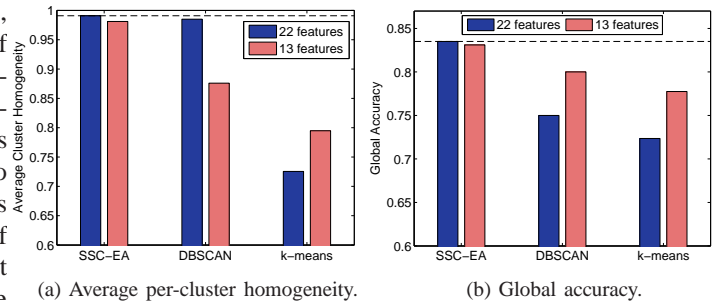 1
0.95
0.9
0.85
0.8
0.75
0.7
0.65
0.6
Average Cluster Homogeneity
22 features
13 features
SSC−EA DBSCAN k−means
(a) Average per-cluster homogeneity.
0.85
0.8
0.75
0.7
0.65
0.6
Global Accuracy
22 features 13 features
SSC−EA DBSCAN k−means
(b) Global accuracy.